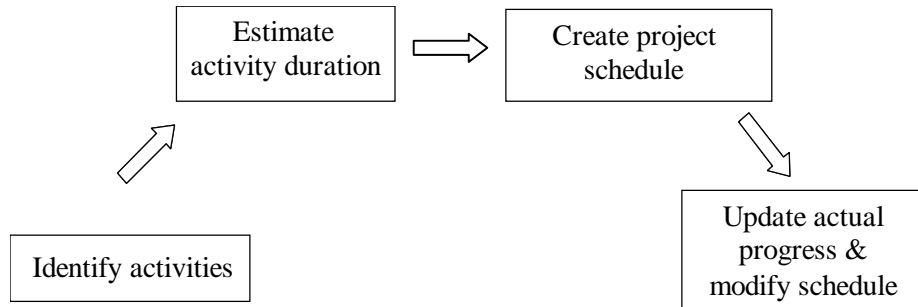 Estimate
activity duration
Create project
schedule
Identify activities
Update actual
progress &
modify schedule